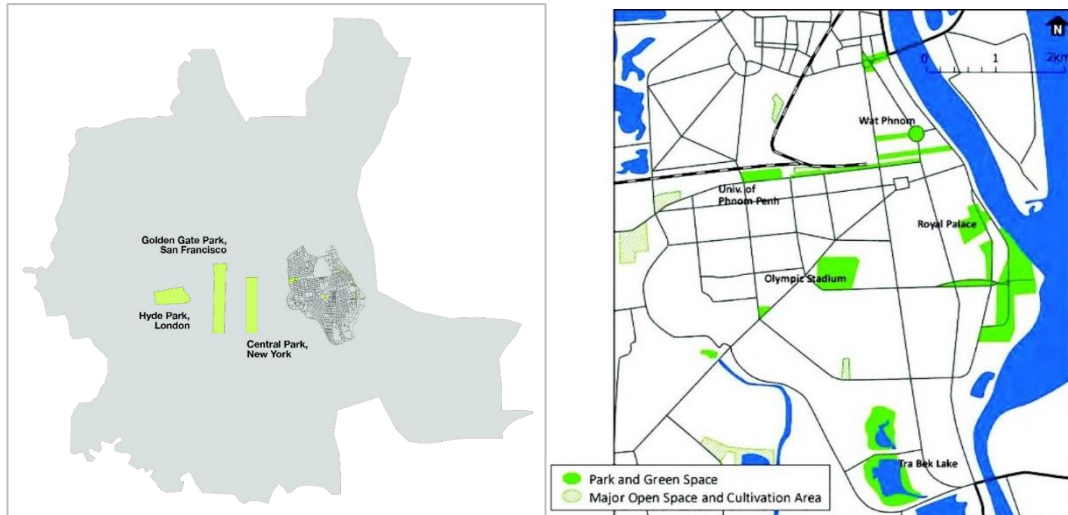 Golden Gate Park,
San Francisco
Hyde Park,
London
Central Park,
New York
N
0 1 2km
Wat Phnom
Univ. of
Phnom Penh
Royal Palace
Olympic Stadium
Tra Bek Lake
Park and Green Space
Major Open Space and Cultivation Area